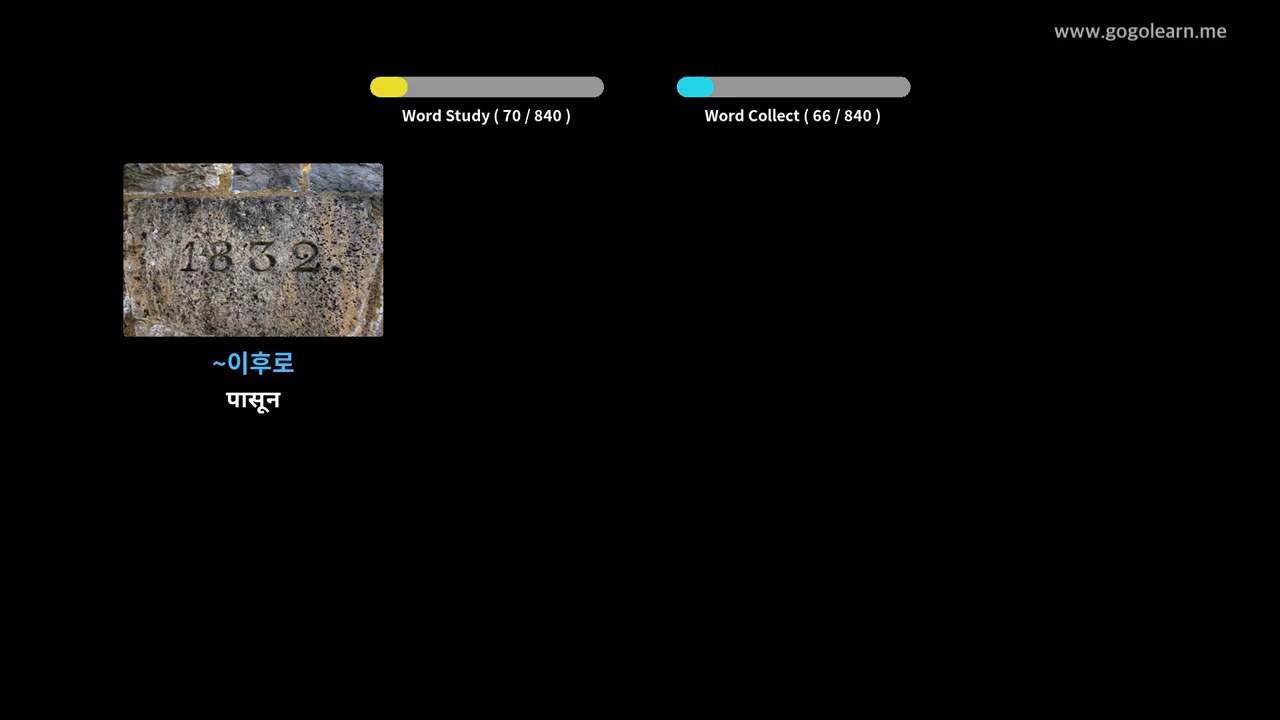 www.gogolearn.me
Word Study ( 70 / 840 )
Word Collect ( 66 / 840 )
1832.
~이후로
पासून